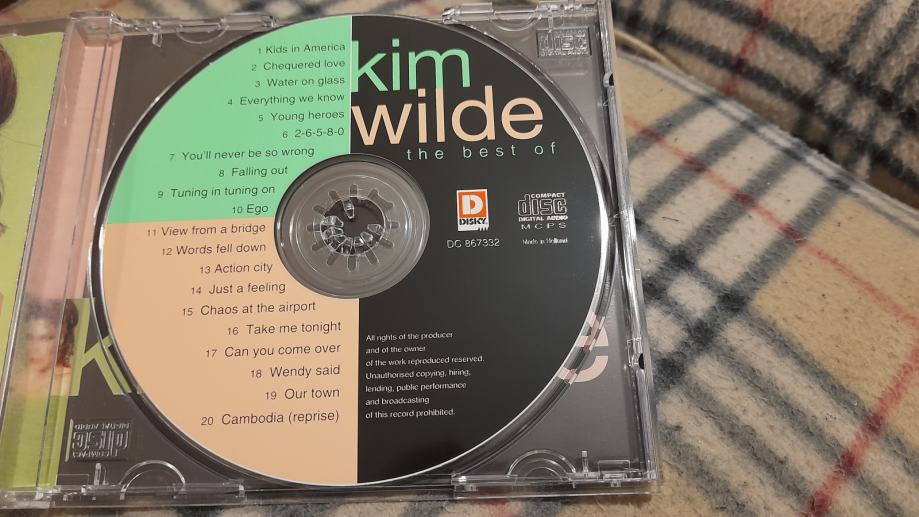 1 Kids in America
2 Chequered love
3 Water on glass
4 Everything we know
5 Young heroes
6 2-6-5-8-0
7 You'll never be so wrong
8 Falling out
9 Tuning in tuning on
10 Ego
11 View from a bridge
12 Words fell down
13 Action city
14 Just a feeling
15 Chaos at the airport
16 Take me tonight
17 Can you come over
18 Wendy said
19 Our town
20 Cambodia (reprise)
kim
wilde
the best of
D
DISKY
DC 867332
COMPACT
disc
DIGITAL AUDIO
MCPS
Made in Holland
All rights of the producer
and of the owner
of the work reproduced reserved.
Unauthorised copying, hiring,
lending, public performance
and broadcasting
of this record prohibited.
ki
e